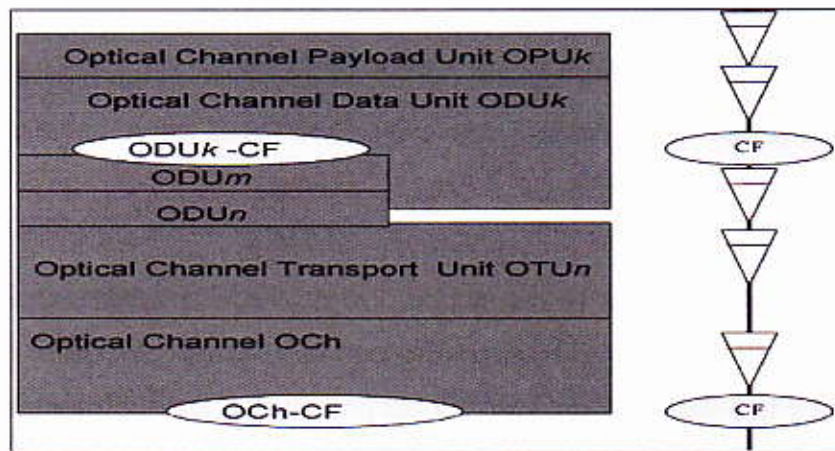 Optical Channel Payload Unit OPUk
Optical Channel Data Unit ODUk
ODUk -CF
CF
ODUm
ODUn
Optical Channel Transport Unit OTUn
Optical Channel OCh
OCh-CF
CF